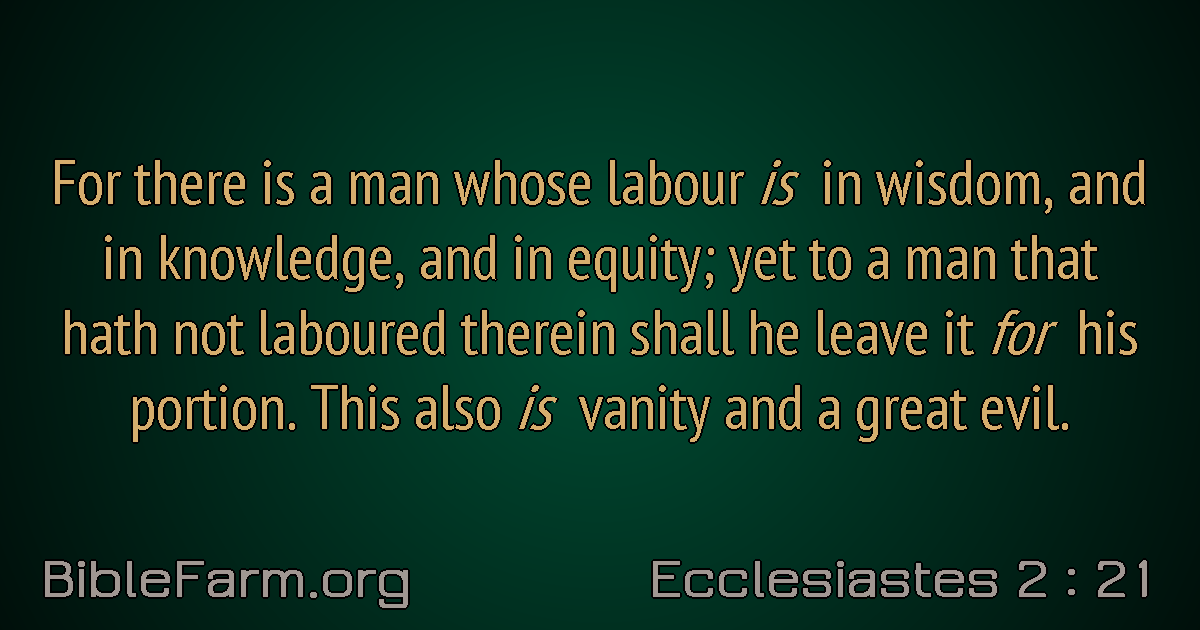 For there is a man whose labour is in wisdom, and
in knowledge, and in equity; yet to a man that
hath not laboured therein shall he leave it for his
portion. This also is vanity and a great evil.
BibleFarm.org
Ecclesiastes 2 : 21